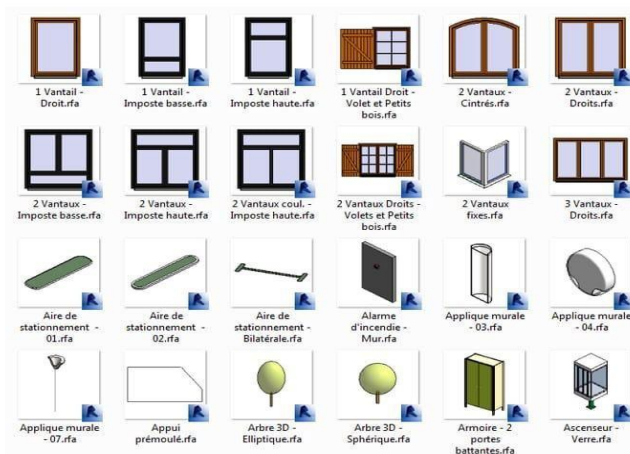 1 Vantail -
Droit.rfa
1 Vantail -
Imposte basse.rfa
1 Vantail -
Imposte haute.rfa
1 Vantail Droit -
Volet et Petits
bois.rfa
2 Vantaux -
Cintrés.rfa
2 Vantaux -
Droits.rfa
2 Vantaux -
Imposte basse.rfa
2 Vantaux -
Imposte haute.rfa
2 Vantaux coul. -
Imposte haute.rfa
2 Vantaux Droits -
Volets et Petits
bois.rfa
2 Vantaux
fixes.rfa
3 Vantaux -
Droits.rfa
Aire de
stationnement -
01.rfa
Aire de
stationnement -
02.rfa
Aire de
stationnement -
Bilatérale.rfa
Alarme
d'incendie -
Mur.rfa
Applique murale
- 03.rfa
Applique murale
- 04.rfa
Applique murale
- 07.rfa
Appui
prémoulé.rfa
Arbre 3D -
Elliptique.rfa
Arbre 3D -
Sphérique.rfa
Armoire - 2
portes
battantes.rfa
Ascenseur -
Verre.rfa